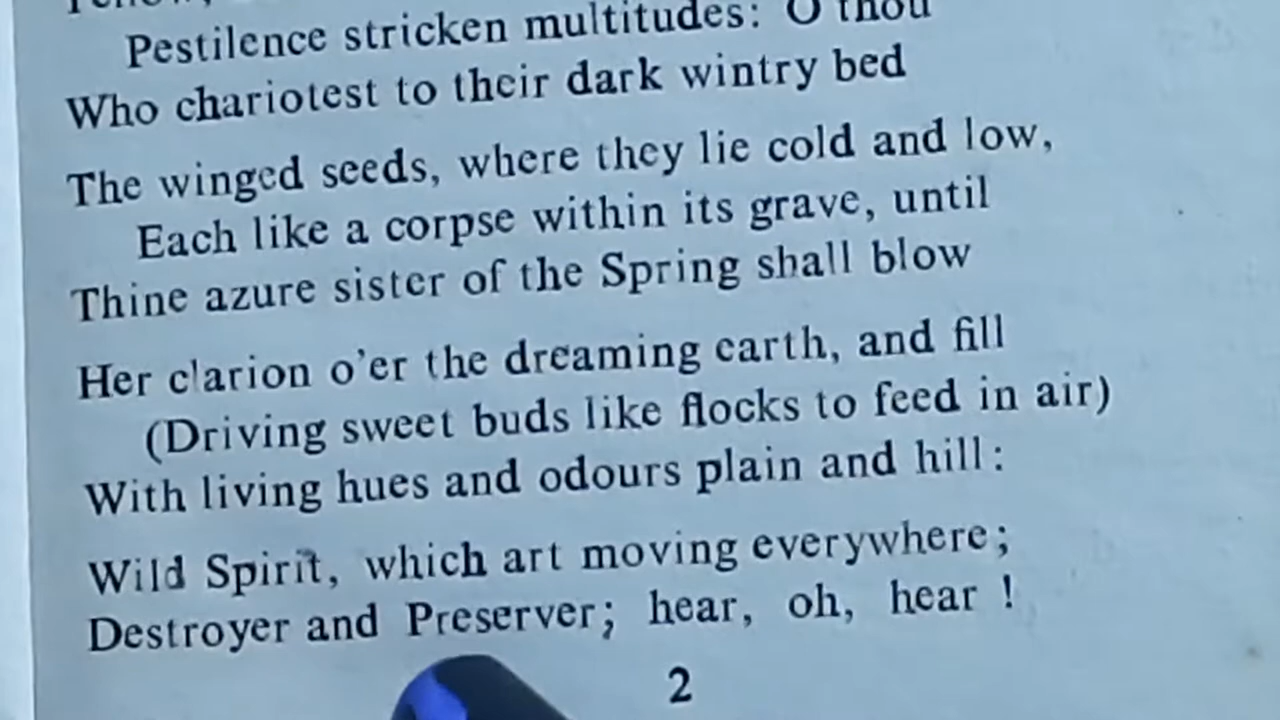 Pestilence stricken multitudes: O thou
Who chariotest to their dark wintry bed
The winged seeds, where they lie cold and low,
Each like a corpse within its grave, until
Thine azure sister of the Spring shall blow
Her clarion o'er the dreaming earth, and fill
(Driving sweet buds like flocks to feed in air)
With living hues and odours plain and hill:
Wild Spirit, which art moving everywhere;
Destroyer and Preserver; hear, oh, hear !
2